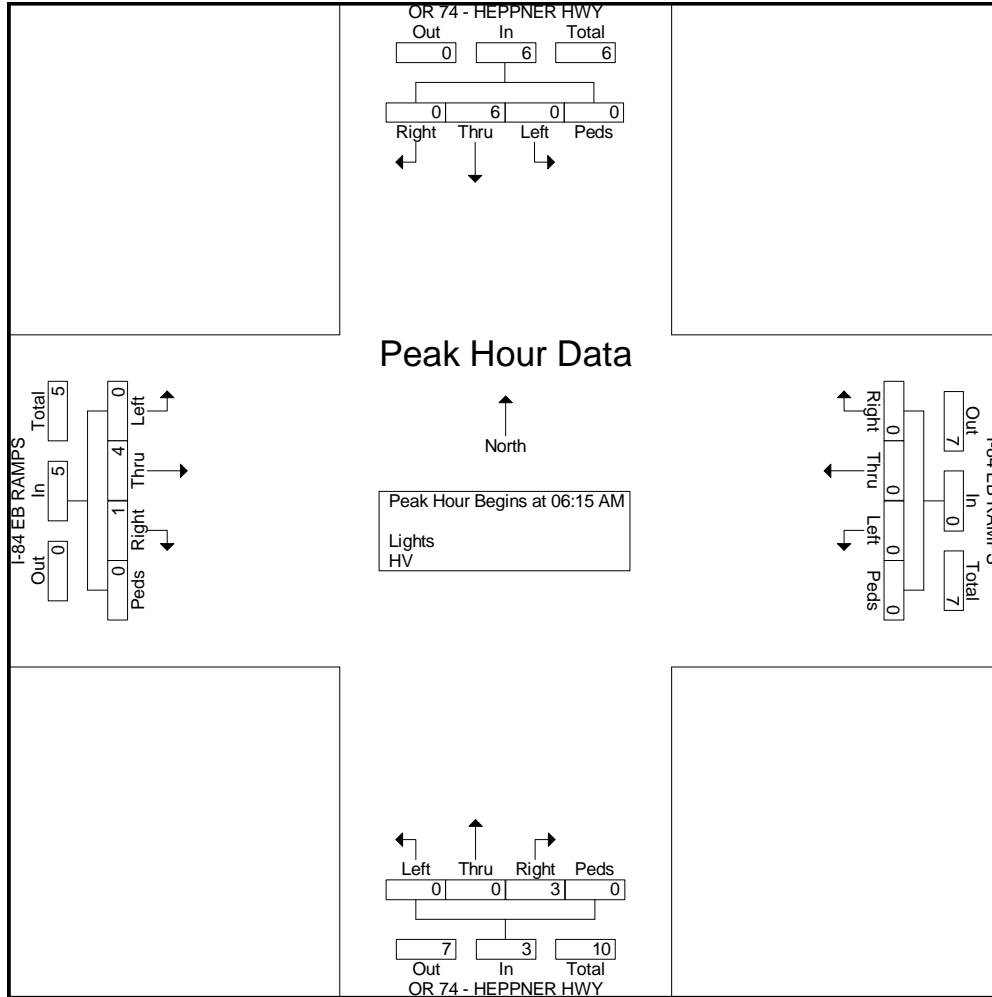 OR 74 - HEPPNER HWY
Out In Total
0 6 6
0 6 0 0
Right Thru Left Peds
Peak Hour Data
North
Peak Hour Begins at 06:15 AM
Lights
HV
I-84 EB RAMPS
Total In Out
5 5 0
0 4 1 0
Left Thru Right Peds
Out In Total
7 0 7
Right Thru Left Peds
0 0 0 0
Left Thru Right Peds
0 0 3 0
7 3 10
Out In Total
OR 74 - HEPPNER HWY